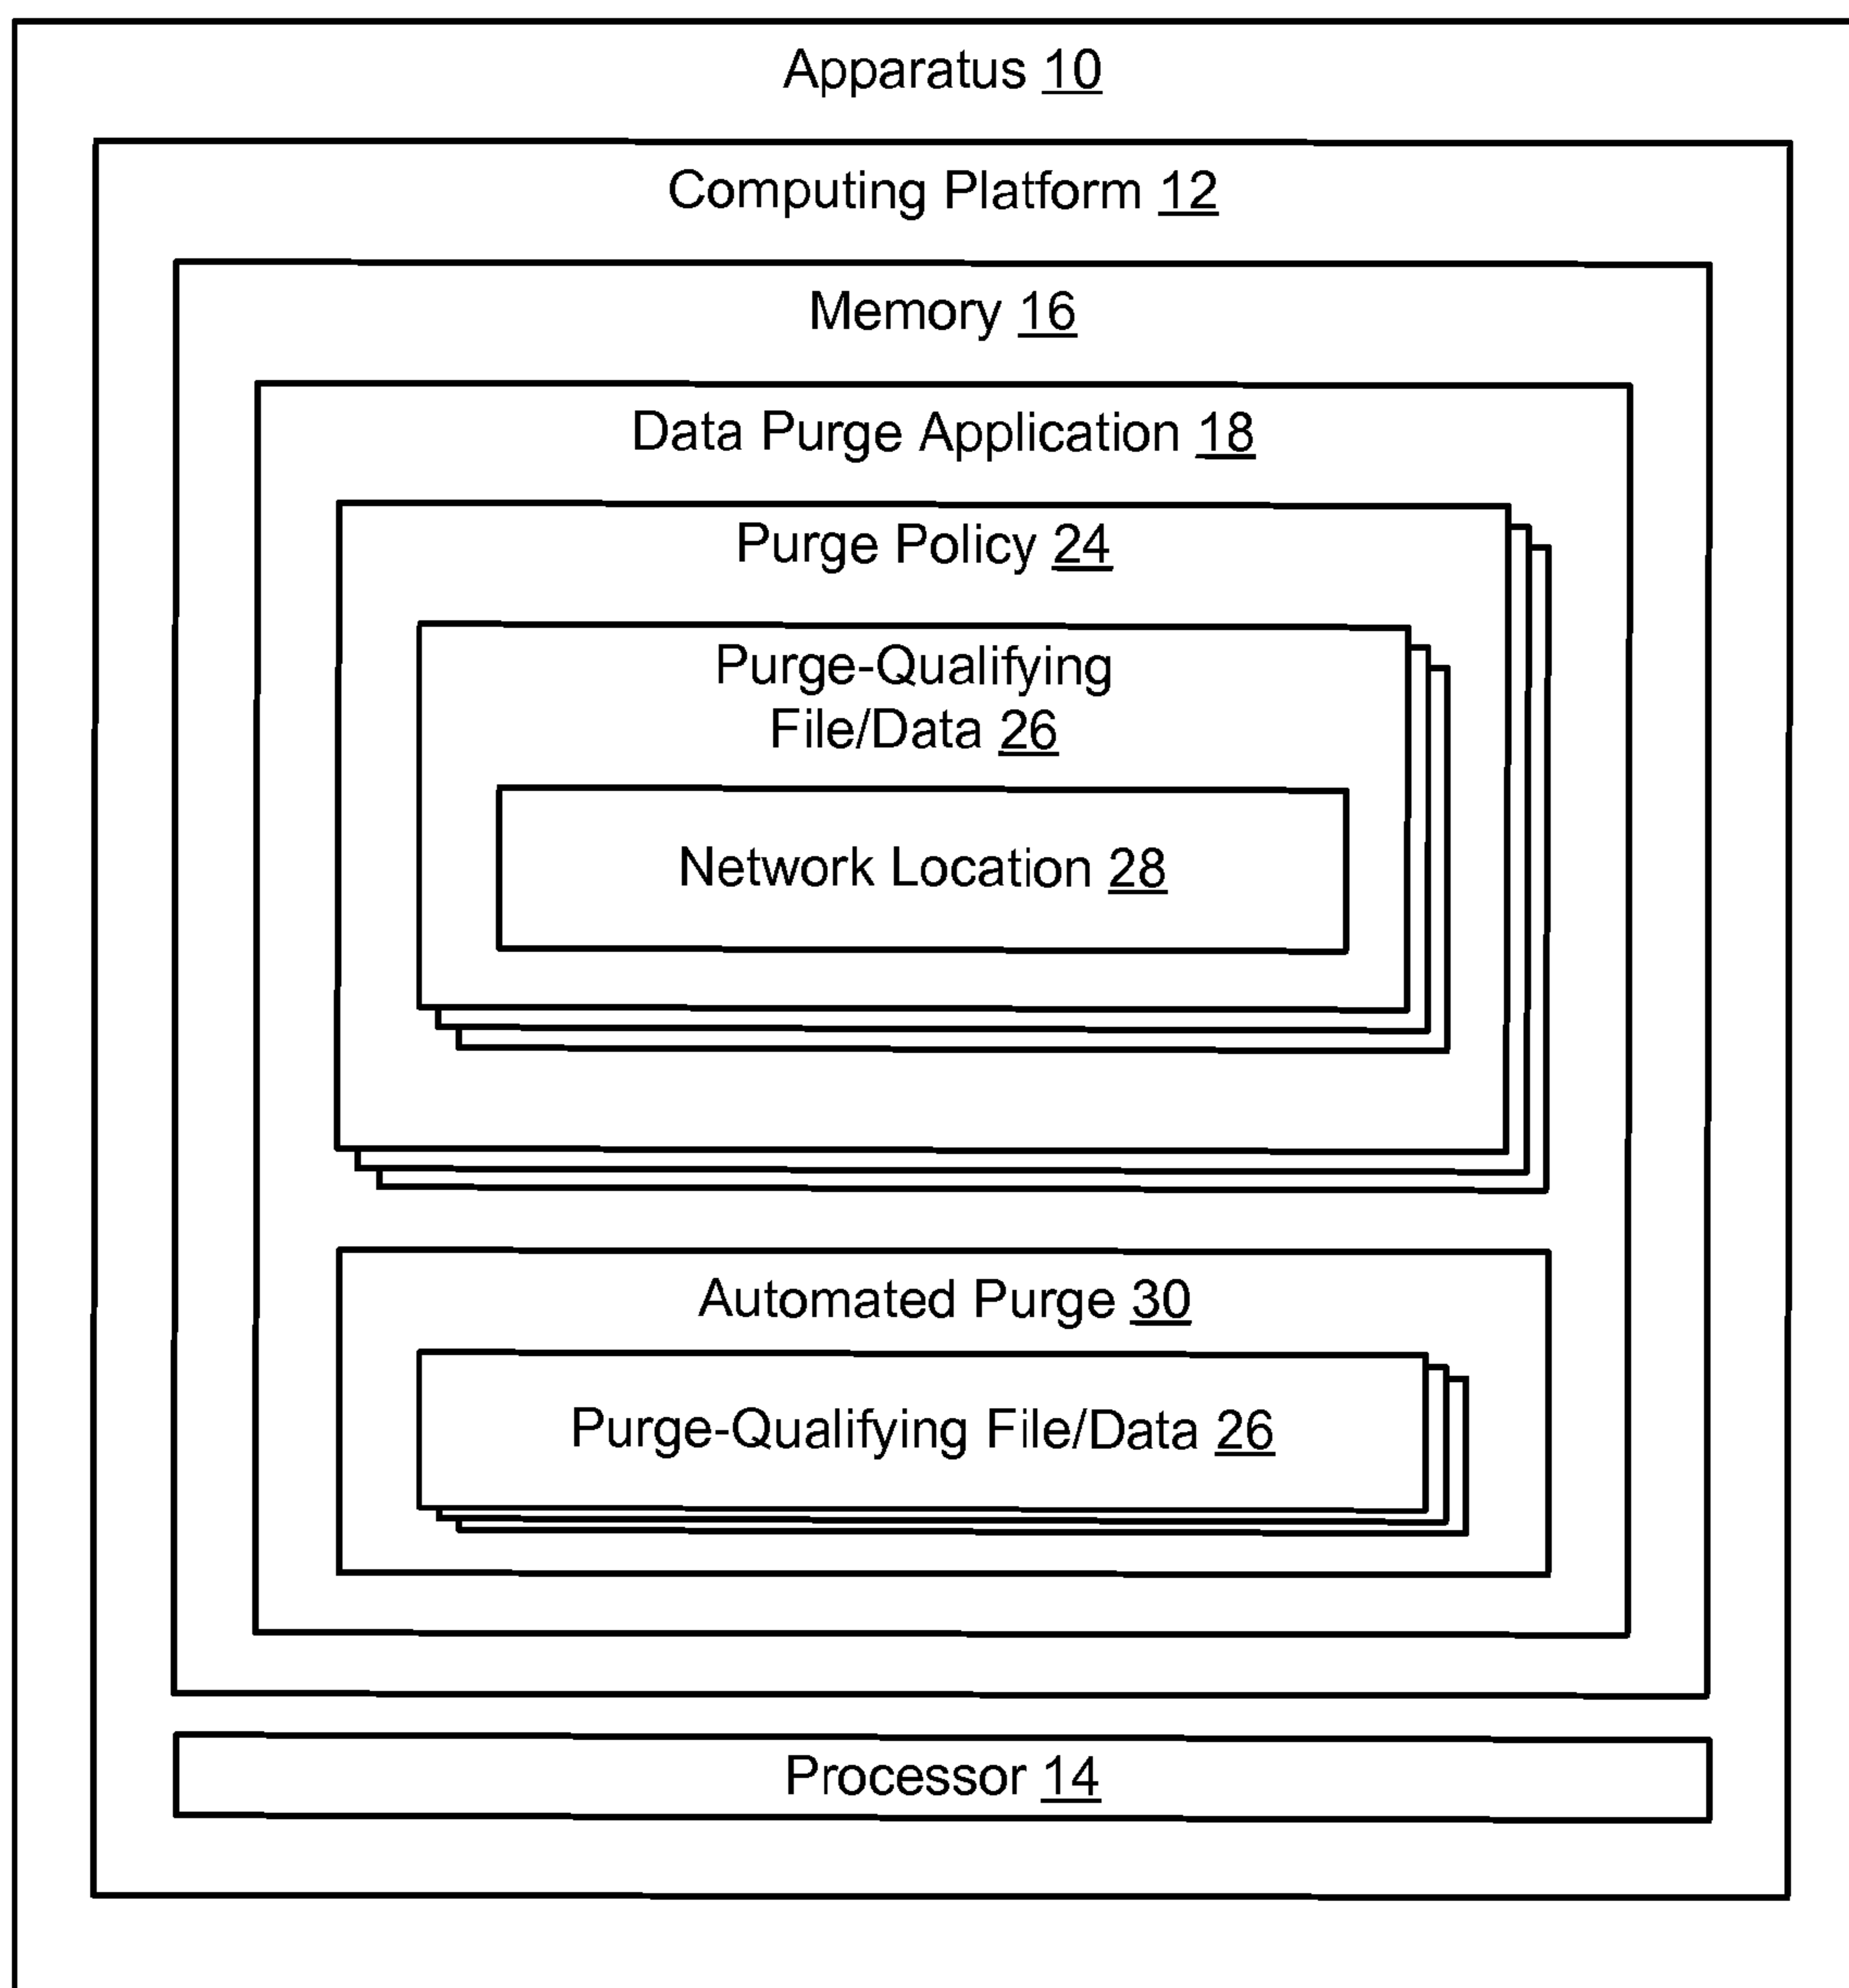 Apparatus 10
Computing Platform 12
Memory 16
Data Purge Application 18
Purge Policy 24
Purge-Qualifying
File/Data 26
Network Location 28
Automated Purge 30
Purge-Qualifying File/Data 26
Processor 14